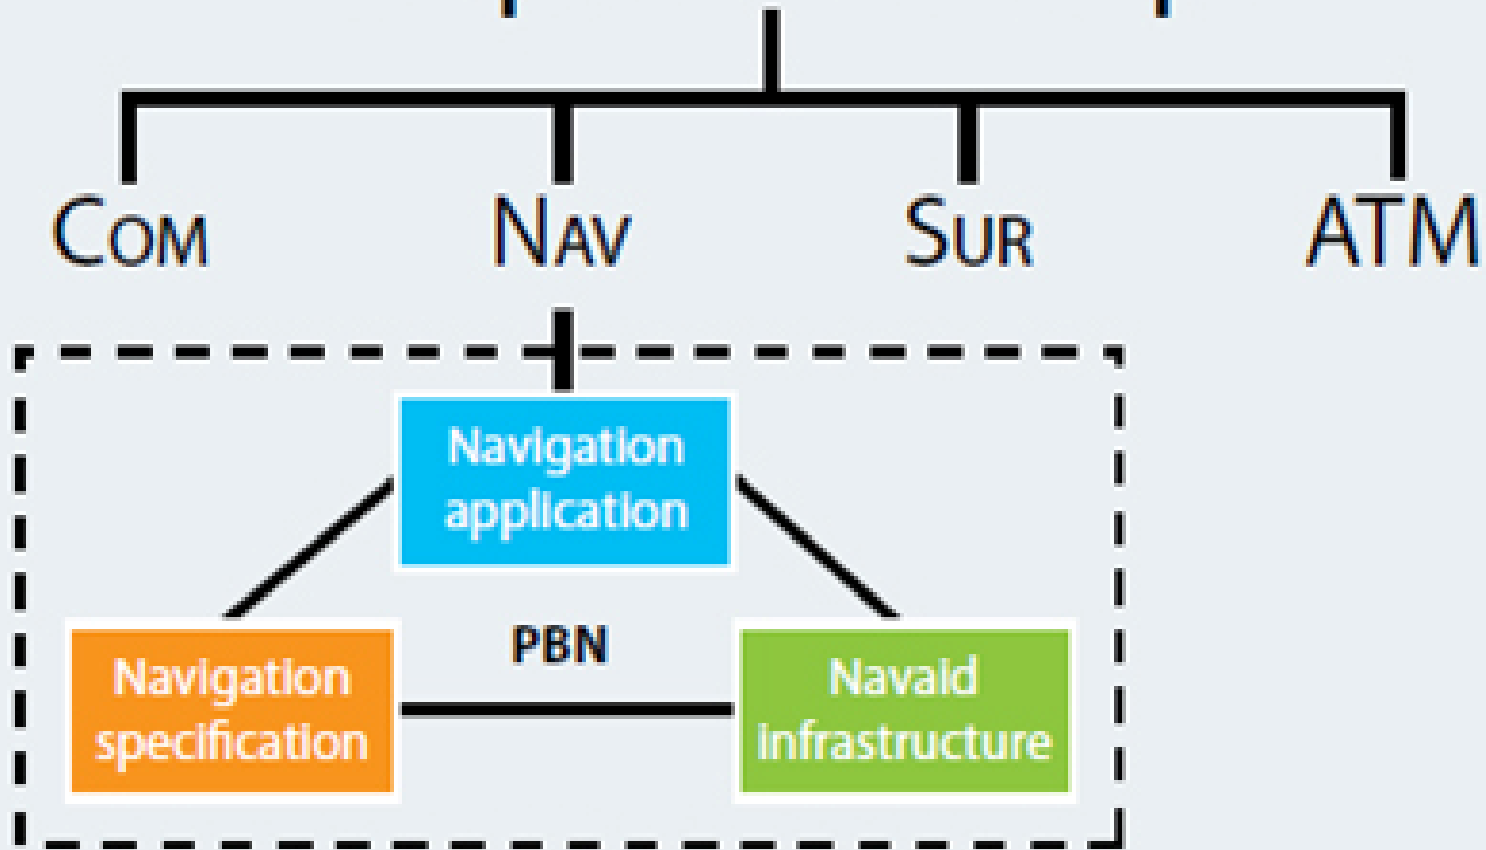 COM NAV SUR ATM
Navigation
application
PBN
Navigation
specification
Navaid
infrastructure